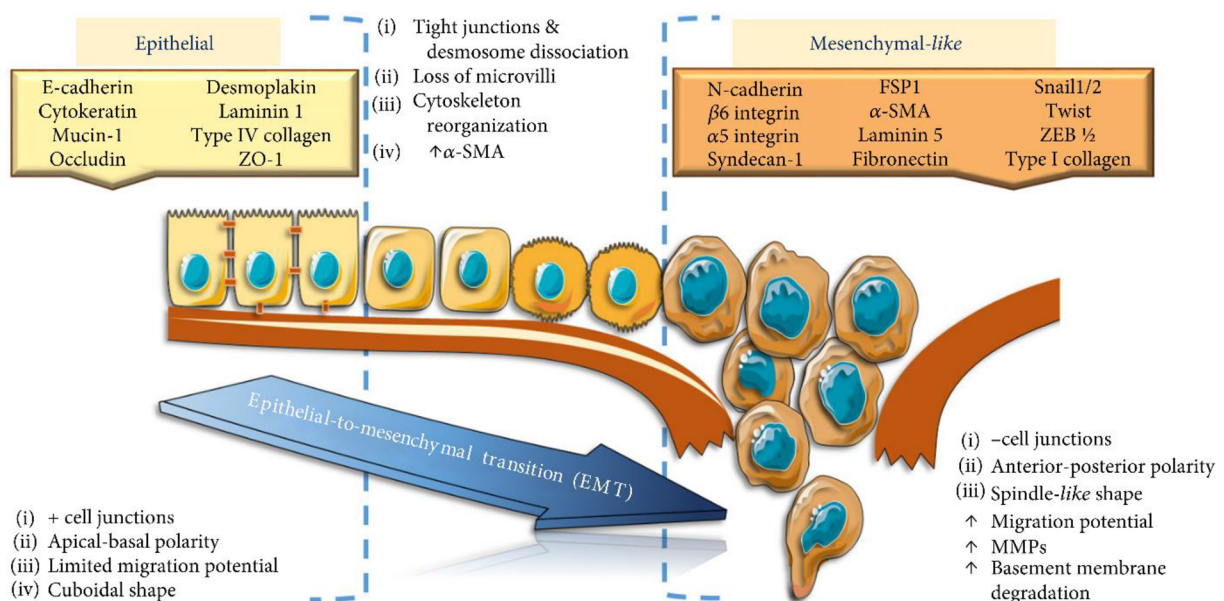 Epithelial
E-cadherin Desmoplakin
Cytokeratin Laminin 1
Mucin-1 Type IV collagen
Occludin ZO-1
(i) Tight junctions &
desmosome dissociation
(ii) Loss of microvilli
(iii) Cytoskeleton
reorganization
(iv) ↑α-SMA
Mesenchymal-like
N-cadherin FSP1 Snail1/2
β6 integrin α-SMA Twist
α5 integrin Laminin 5 ZEB ½
Syndecan-1 Fibronectin Type I collagen
Epithelial-to-mesenchymal transition (EMT)
(i) + cell junctions
(ii) Apical-basal polarity
(iii) Limited migration potential
(iv) Cuboidal shape
(i) –cell junctions
(ii) Anterior-posterior polarity
(iii) Spindle-like shape
↑ Migration potential
↑ MMPs
↑ Basement membrane
degradation